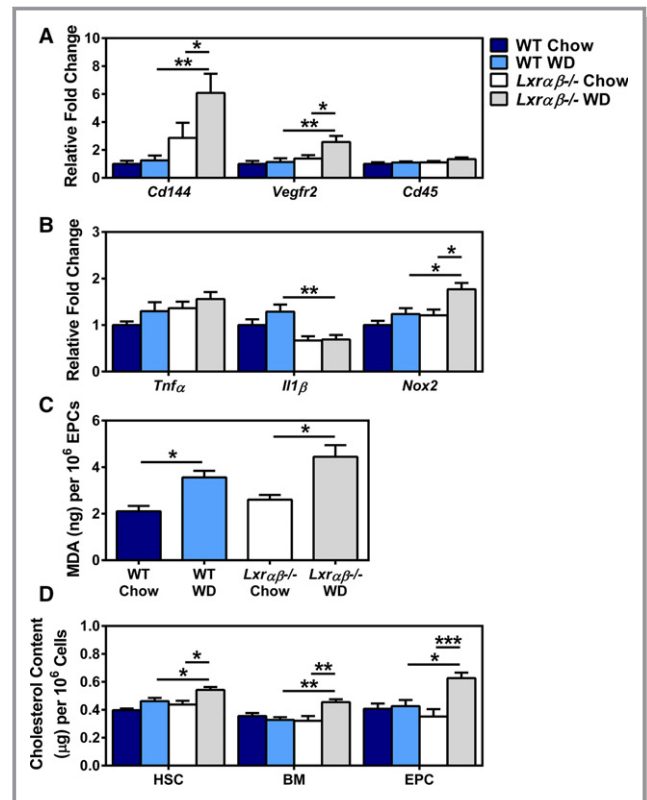 A
Relative Fold Change
10
8
6
4
2
0
*
**
*
**
Cd144
Vegfr2
Cd45
WT Chow
WT WD
Lxrαβ-/- Chow
Lxrαβ-/- WD
B
Relative Fold Change
3
2
1
0
**
*
*
Tnfα
Il1β
Nox2
C
MDA (ng) per 10⁶ EPCs
6
4
2
0
*
*
WT
Chow
WT
WD
Lxrαβ-/-
Chow
Lxrαβ-/-
WD
D
Cholesterol Content
(µg) per 10⁶ Cells
1.0
0.8
0.6
0.4
0.2
0.0
*
*
**
**
***
*
HSC
BM
EPC